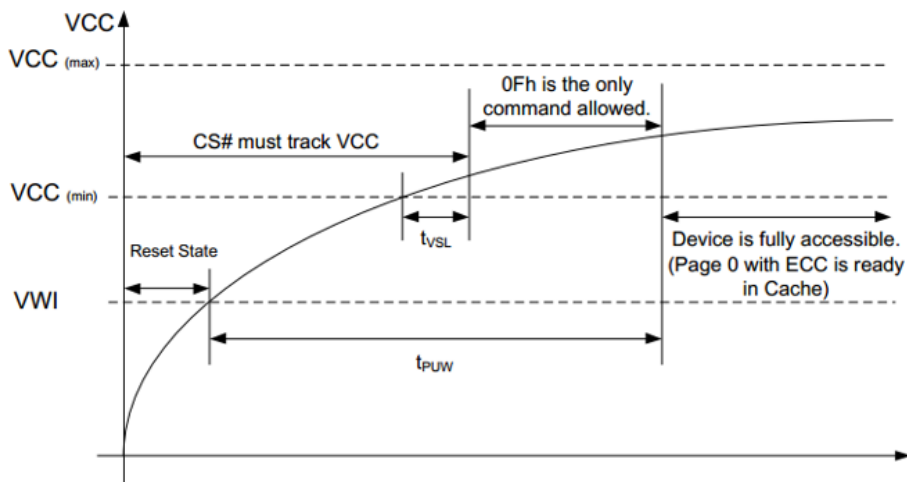 VCC
VCC (max)
0Fh is the only
command allowed.
CS# must track VCC
VCC (min)
tVSL
Reset State
Device is fully accessible.
(Page 0 with ECC is ready
in Cache)
VWI
tPUW